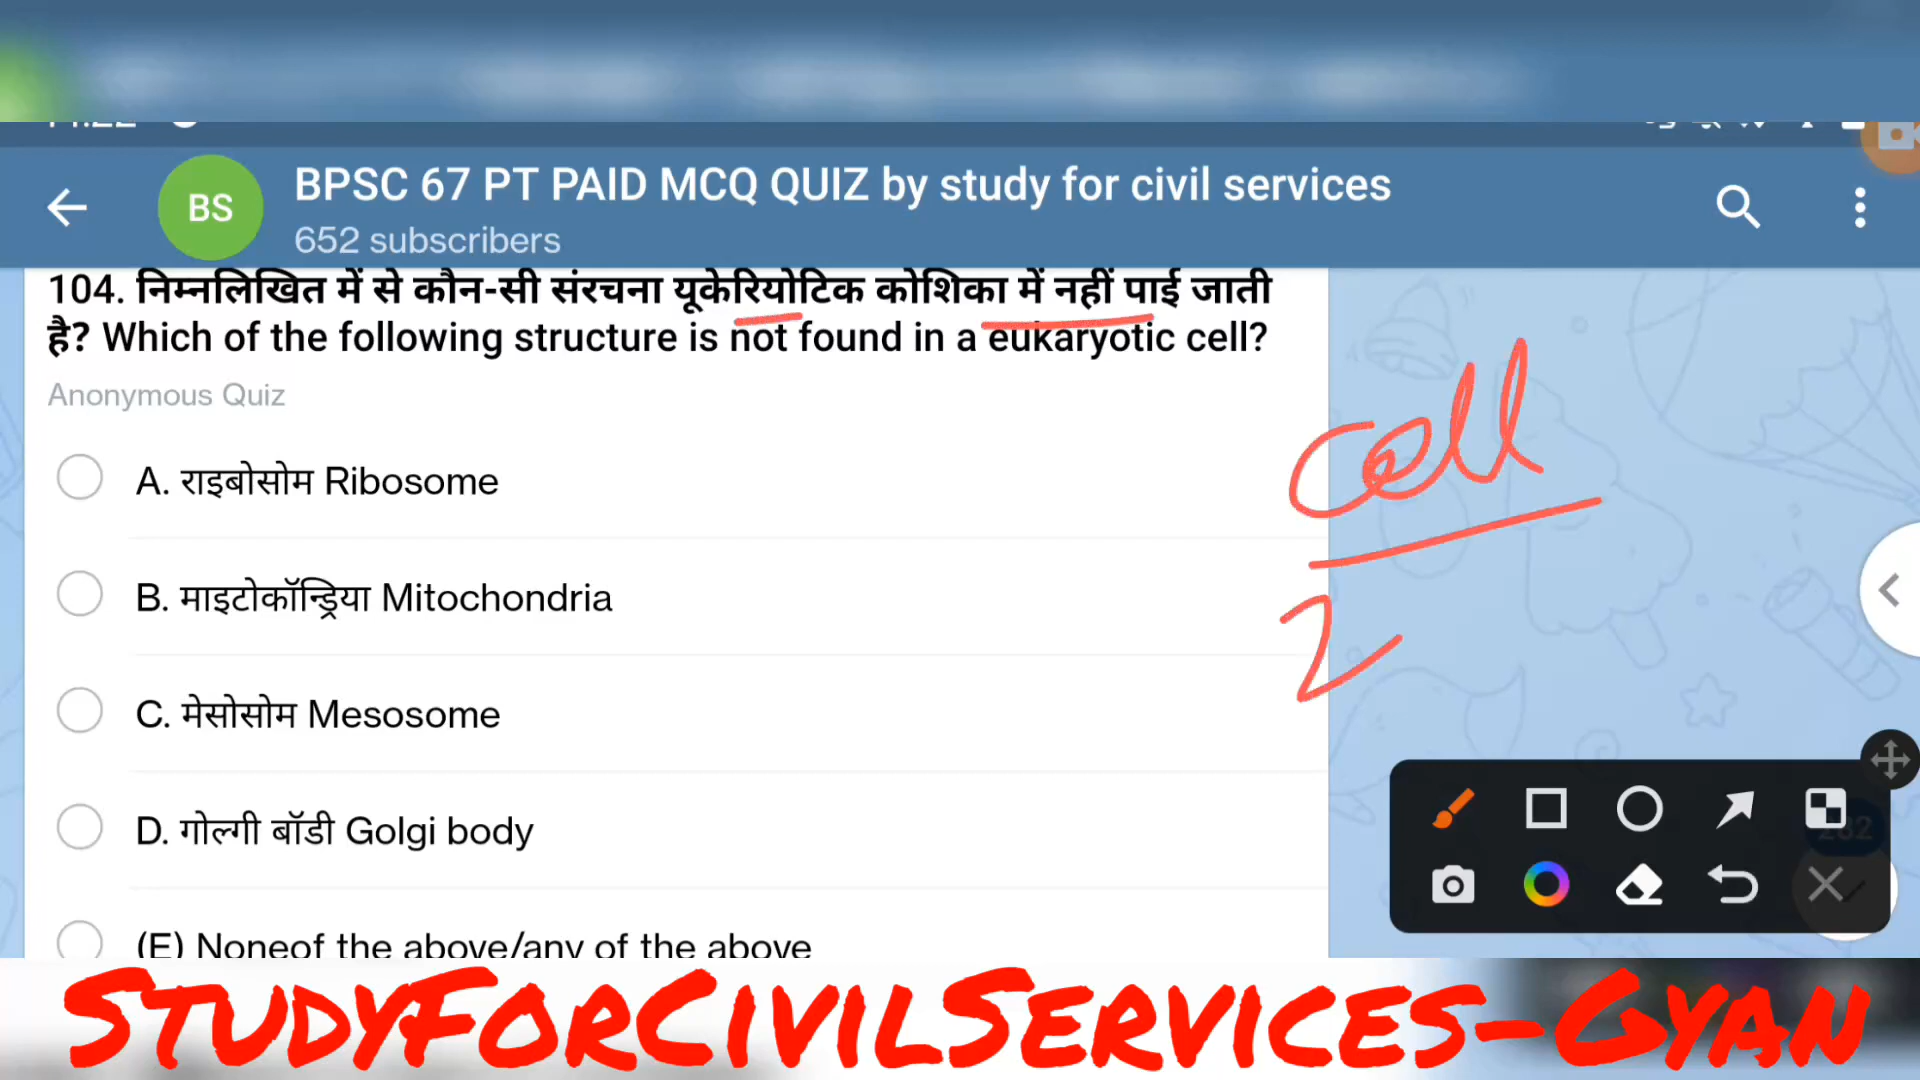 BS
BPSC 67 PT PAID MCQ QUIZ by study for civil services
652 subscribers
104. निम्नलिखित में से कौन-सी संरचना यूकेरियोटिक कोशिका में नहीं पाई जाती
है? Which of the following structure is not found in a eukaryotic cell?
Anonymous Quiz
A. राइबोसोम Ribosome
B. माइटोकॉन्ड्रिया Mitochondria
C. मेसोसोम Mesosome
D. गोल्गी बॉडी Golgi body
(E) Noneof the above/any of the above
cell
2
STUDYFORCIVILSERVICES-GYAN